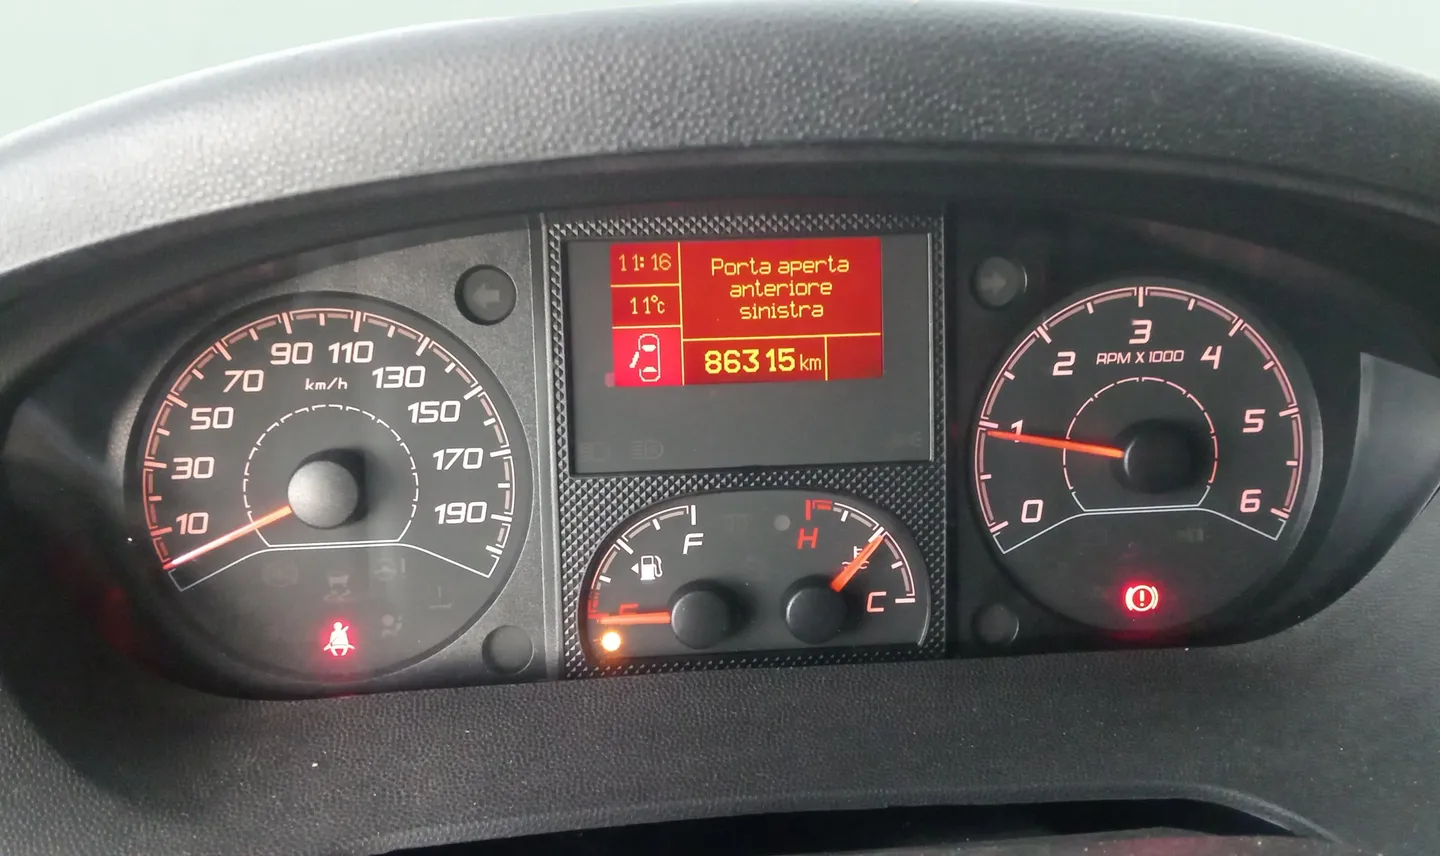 11:16
11°c
Porta aperta
anteriore
sinistra
86315 km
10
30
50
70
90
110
130
150
170
190
km/h
F
E
H
C
0
1
2
3
4
5
6
RPM X 1000